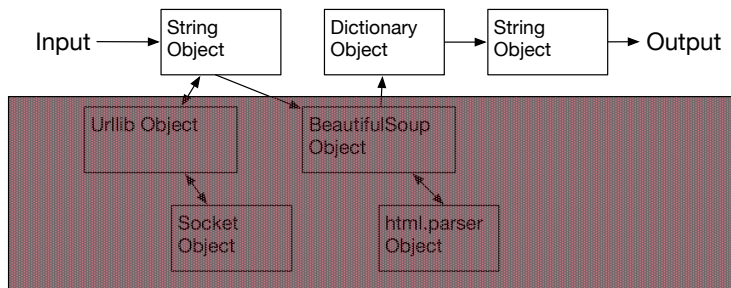 Input
String
Object
Dictionary
Object
String
Object
Output
Urllib Object
BeautifulSoup
Object
Socket
Object
html.parser
Object